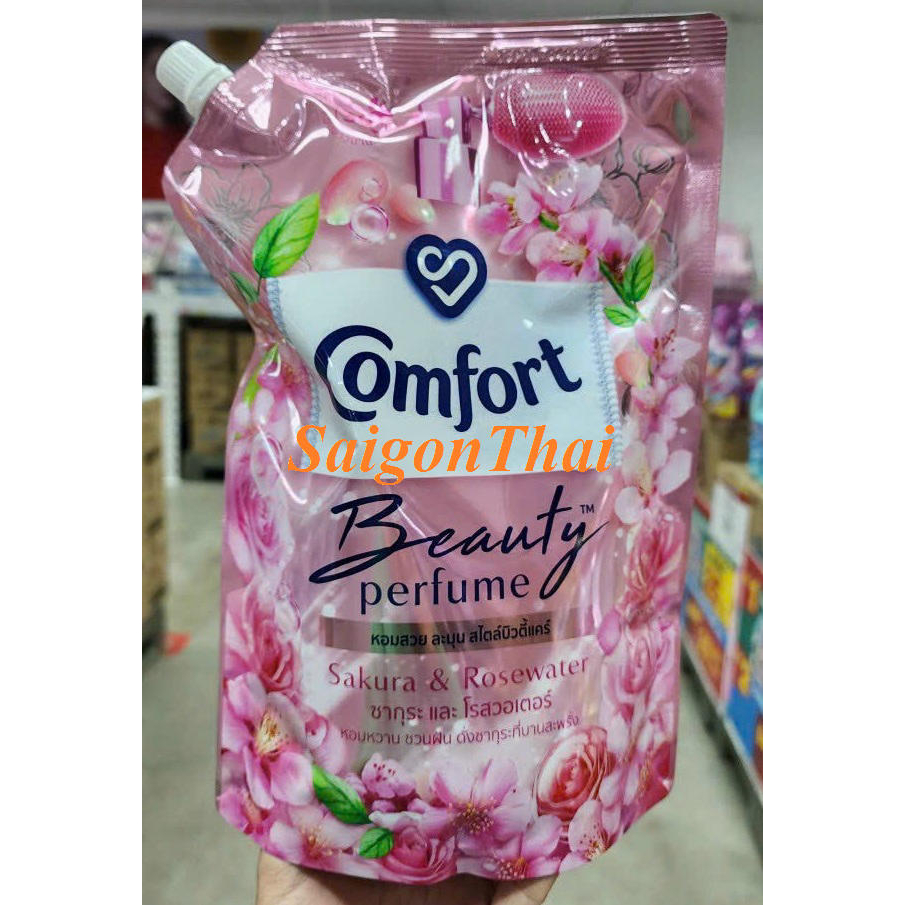 Comfort
SaigonThai
Beauty™
perfume
หอมสวย ละมุน สไตล์บิวตี้แคร์
Sakura & Rosewater
ซากุระ และ โรสวอเตอร์
หอมหวาน ชวนฝัน ดั่งซากุระที่บานสะพรั่ง